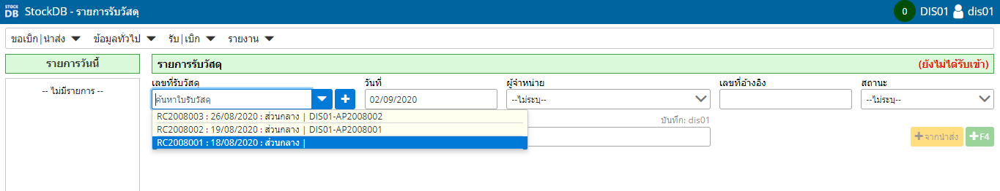 STOCK DB StockDB - รายการรับวัสดุ 0 DIS01 dis01
ขอเบิก|นำส่ง ข้อมูลทั่วไป รับ|เบิก รายงาน
รายการวันนี้
-- ไม่มีรายการ --
รายการรับวัสดุ (ยังไม่ได้รับเข้า)
เลขที่รับวัสดุ วันที่ ผู้จำหน่าย เลขที่อ้างอิง สถานะ
ค้นหาใบรับวัสดุ 02/09/2020 --ไม่ระบุ-- --ไม่ระบุ--
RC2008003 : 26/08/2020 : ส่วนกลาง | DIS01-AP2008002
บันทึก: dis01
RC2008002 : 19/08/2020 : ส่วนกลาง | DIS01-AP2008001
RC2008001 : 18/08/2020 : ส่วนกลาง |
+จากนำส่ง +F4